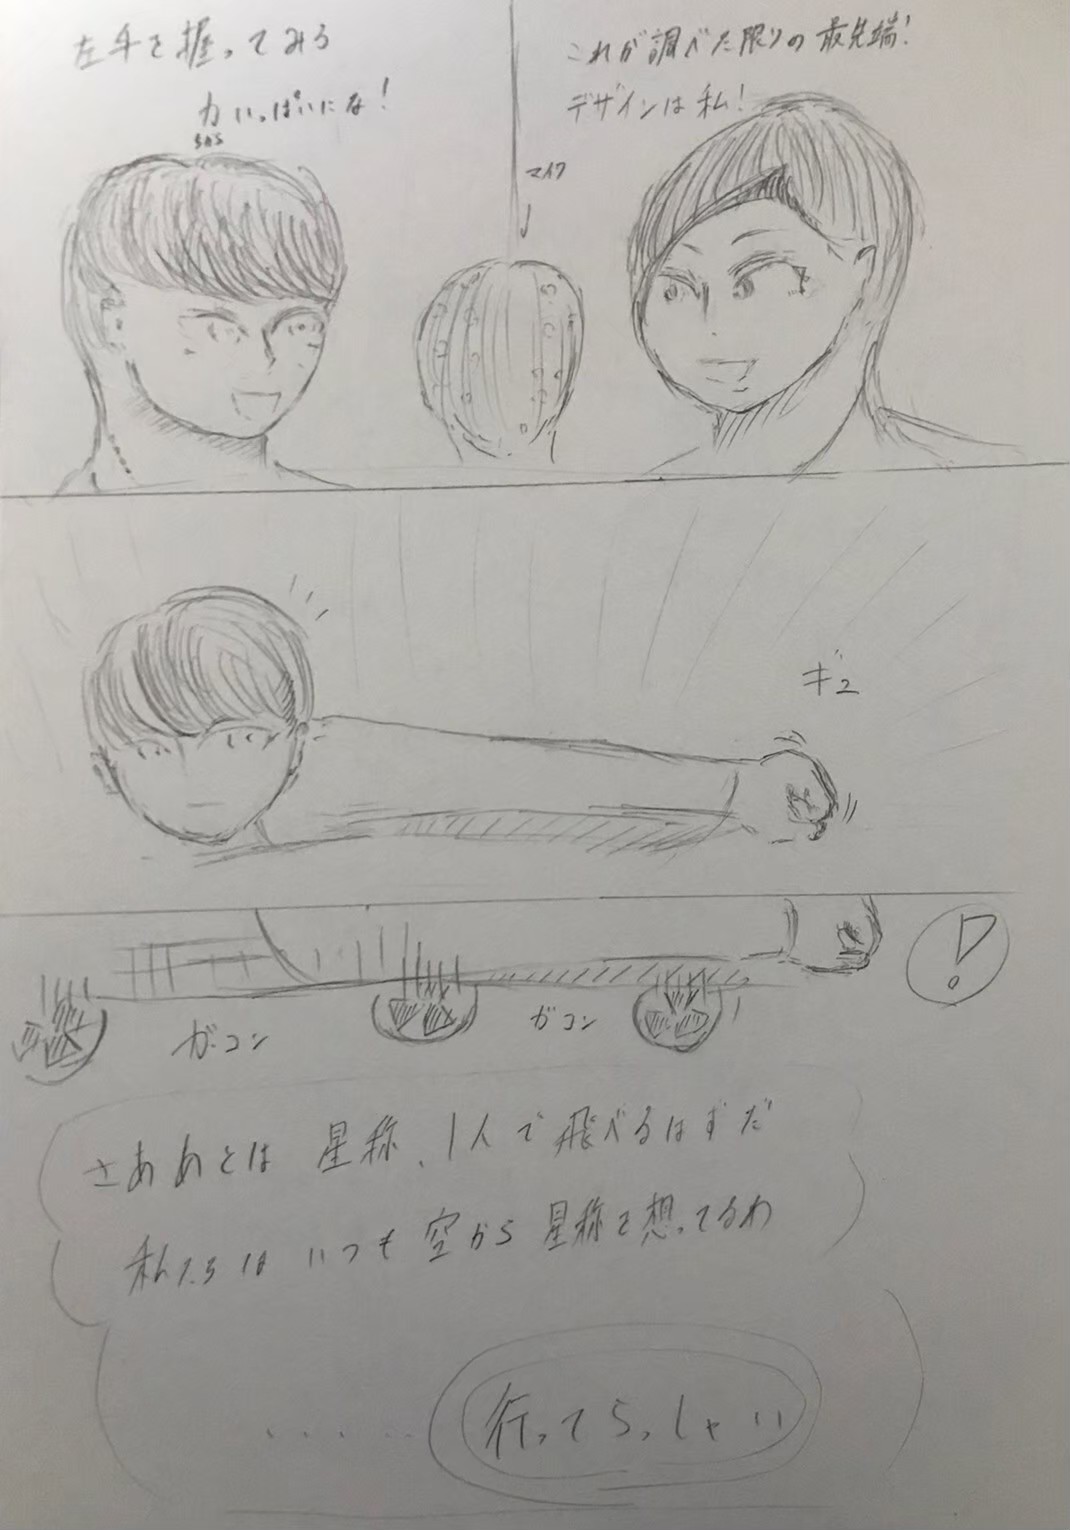 これが調べた限りの最先端!
デザインは私!
左手を握ってみろ
力いっぱいにな!
マイク
ギュ
ガコン
ガコン
さああとは 星称、1人で飛べるはずだ
私たちは いつも 空から 星称を想ってるわ
・・・・・
行ってらっしゃい